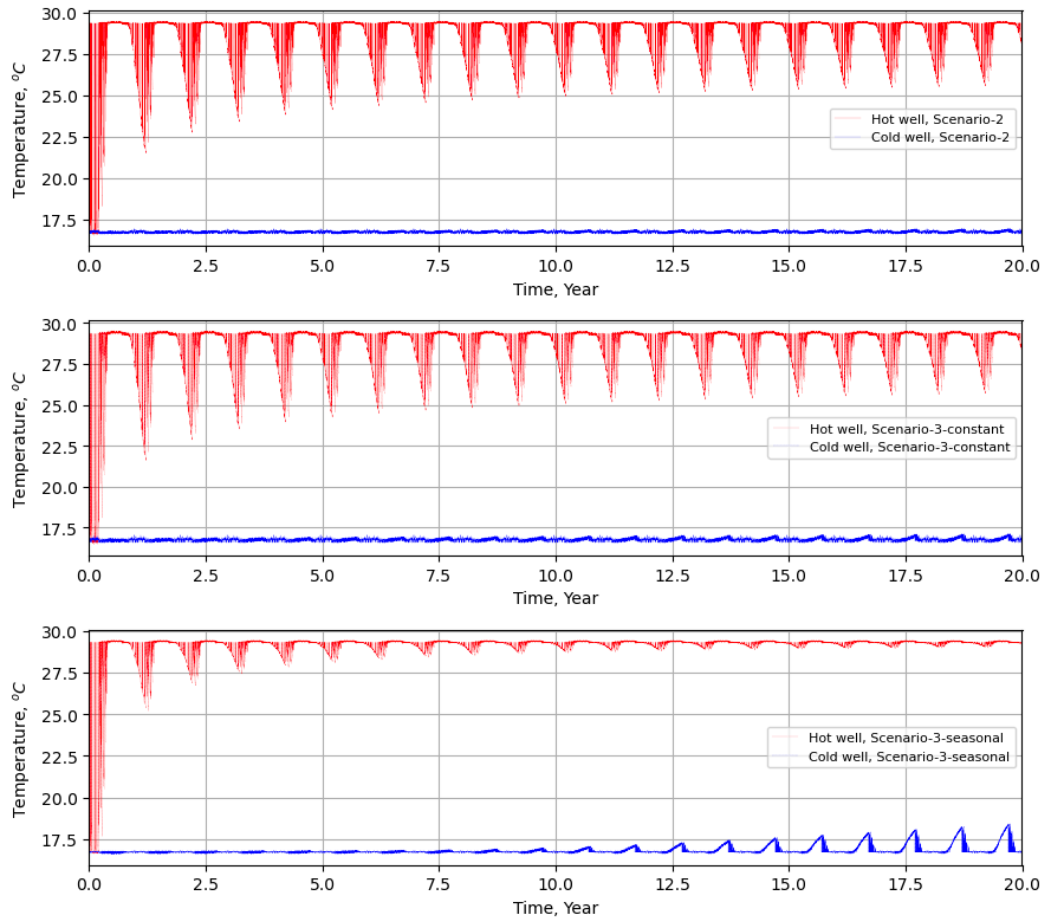 30.0
27.5
25.0
22.5
20.0
17.5
Temperature, °C
Hot well, Scenario-2
Cold well, Scenario-2
0.0 2.5 5.0 7.5 10.0 12.5 15.0 17.5 20.0
Time, Year
30.0
27.5
25.0
22.5
20.0
17.5
Temperature, °C
Hot well, Scenario-3-constant
Cold well, Scenario-3-constant
0.0 2.5 5.0 7.5 10.0 12.5 15.0 17.5 20.0
Time, Year
30.0
27.5
25.0
22.5
20.0
17.5
Temperature, °C
Hot well, Scenario-3-seasonal
Cold well, Scenario-3-seasonal
0.0 2.5 5.0 7.5 10.0 12.5 15.0 17.5 20.0
Time, Year